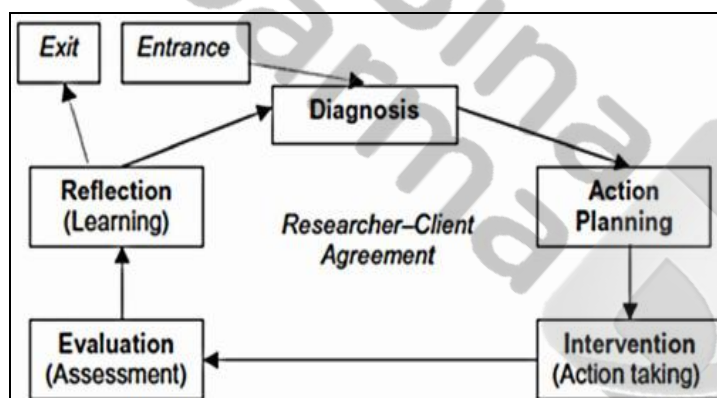 Exit
Entrance
Diagnosis
Reflection
(Learning)
Action
Planning
Researcher–Client
Agreement
Evaluation
(Assessment)
Intervention
(Action taking)